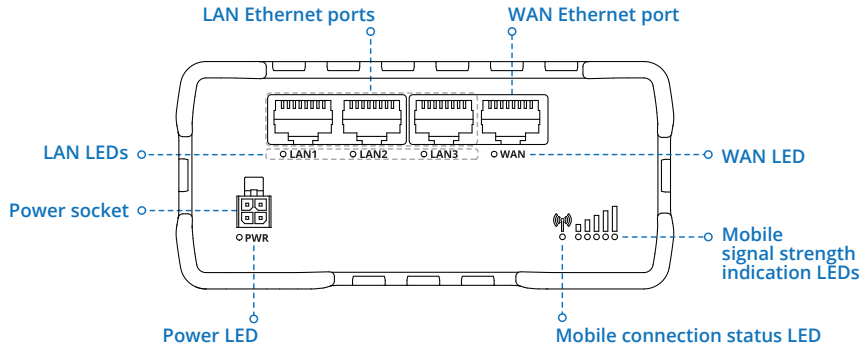 LAN Ethernet ports
WAN Ethernet port
LAN LEDs
LAN1
LAN2
LAN3
WAN
WAN LED
Power socket
PWR
Mobile
signal strength
indication LEDs
Power LED
Mobile connection status LED